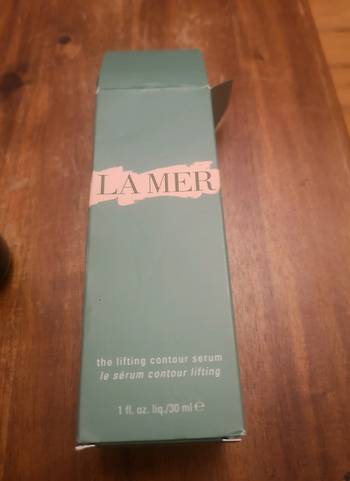 LA MER
the lifting contour serum
le sérum contour lifting
1 fl. oz. liq./30 ml ℮